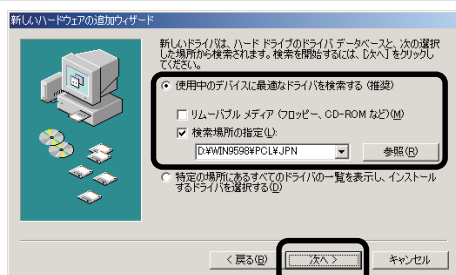 新しいハードウェアの追加ウィザード
新しいドライバは、ハード ドライブのドライバ データベースと、次の選択
した場所から検索されます。検索を開始するには、[次へ] をクリックし
てください。
使用中のデバイスに最適なドライバを検索する (推奨)
リムーバブル メディア (フロッピー、CD-ROM など)(M)
検索場所の指定(L):
D:¥WIN9598¥PCL¥JPN
参照(R)
特定の場所にあるすべてのドライバの一覧を表示し、インストール
するドライバを選択する(D)
< 戻る(B)
次へ >
キャンセル